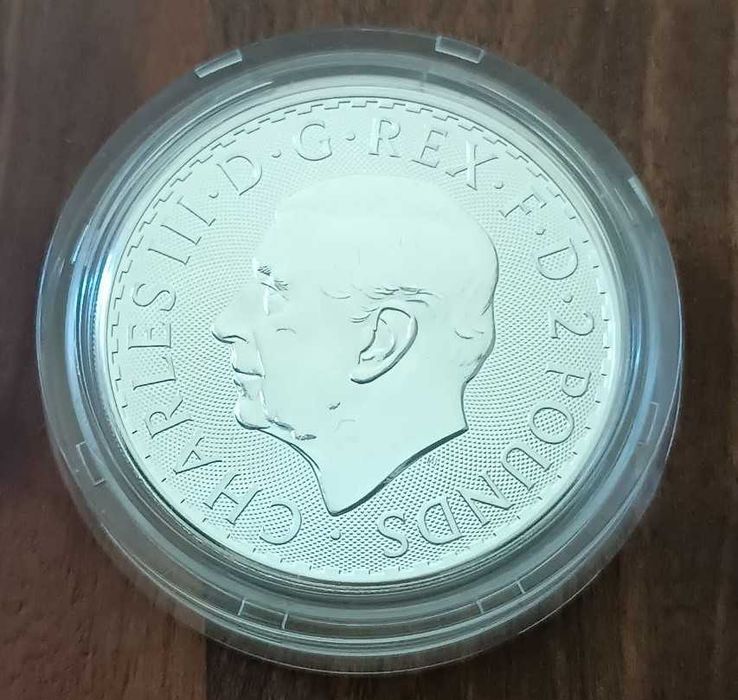 · CHARLES III · D · G · REX · F · D · 2 POUNDS